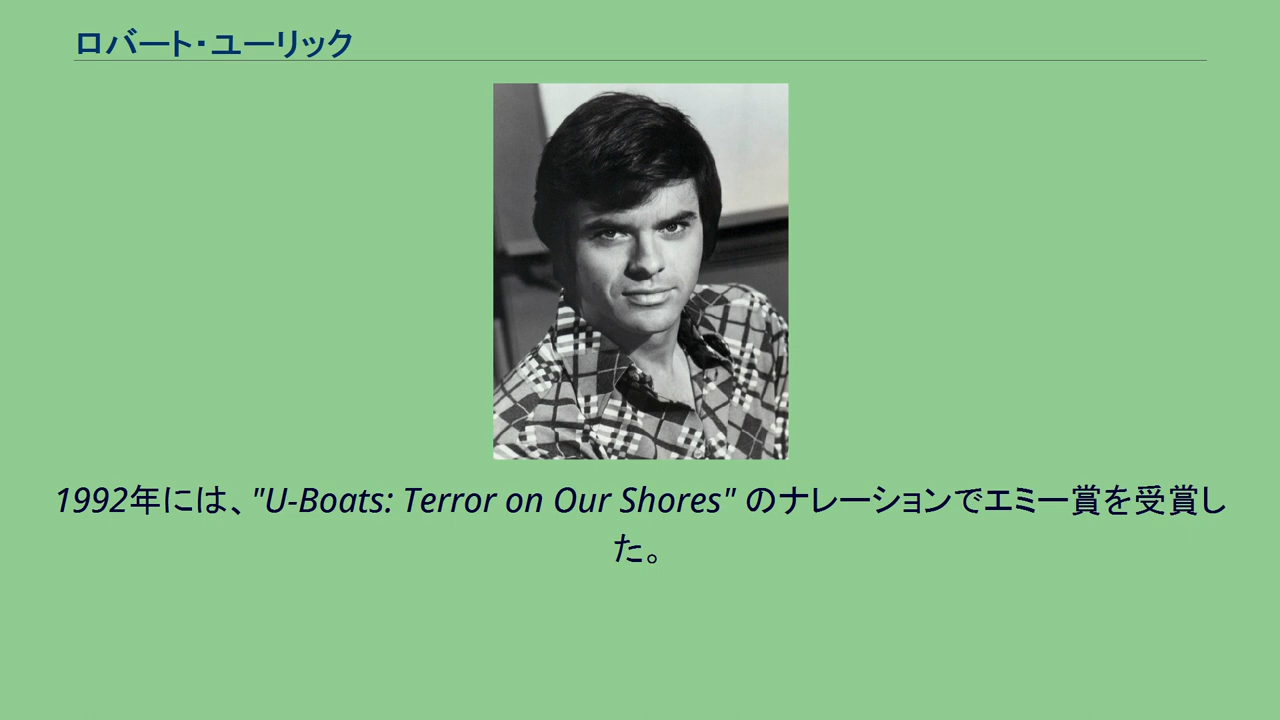 ロバート・ユーリック
1992年には、"U-Boats: Terror on Our Shores" のナレーションでエミー賞を受賞し
た。